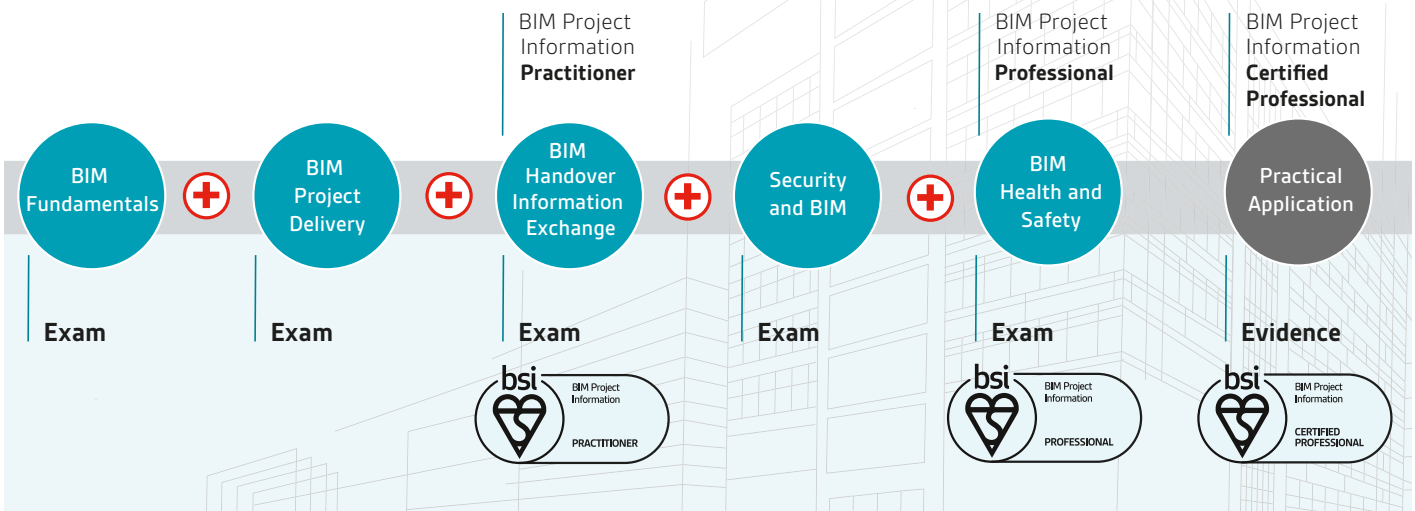 BIM Project
Information
Practitioner
BIM Project
Information
Professional
BIM Project
Information
Certified
Professional
BIM
Fundamentals
BIM
Project
Delivery
BIM
Handover
Information
Exchange
Security
and BIM
BIM
Health and
Safety
Practical
Application
Exam
Exam
Exam
Exam
Exam
Evidence
bsi
BIM Project
Information
PRACTITIONER
bsi
BIM Project
Information
PROFESSIONAL
bsi
BIM Project
Information
CERTIFIED
PROFESSIONAL